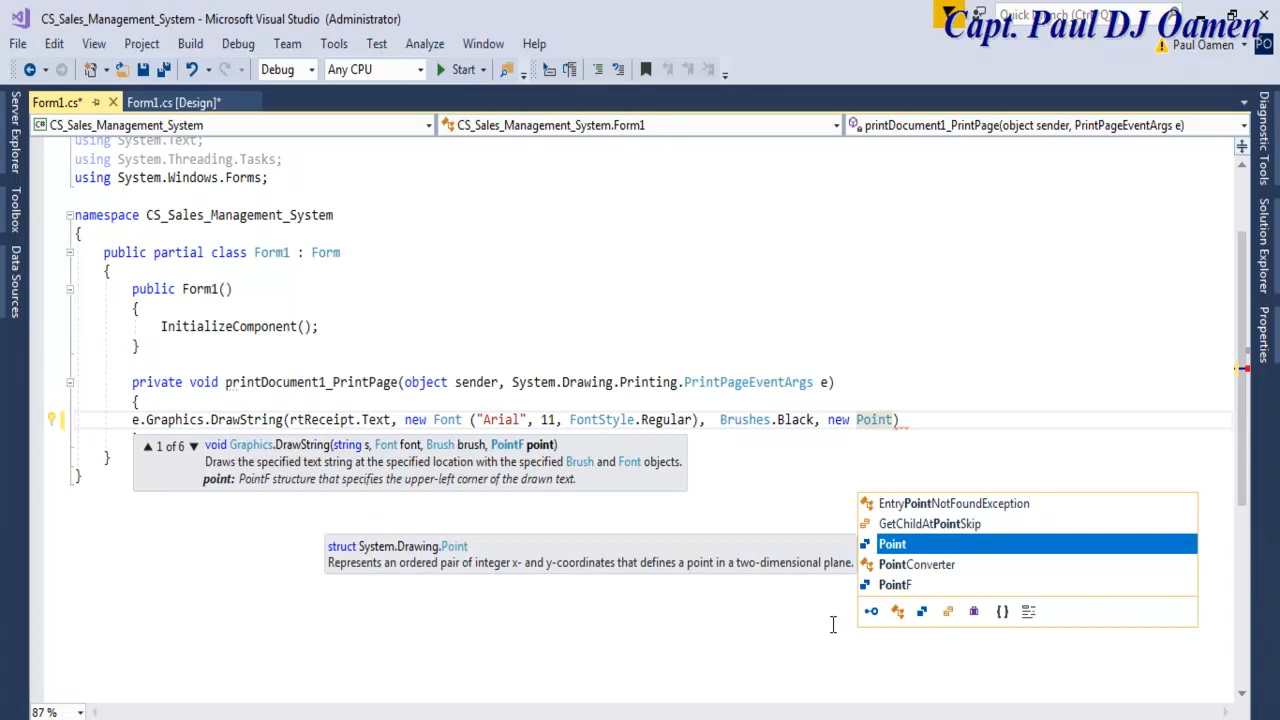 CS_Sales_Management_System - Microsoft Visual Studio (Administrator)
Quick Launch (Ctrl+Q)
Capt. Paul DJ Oamen
File Edit View Project Build Debug Team Tools Test Analyze Window Help
Paul Oamen PO
Debug Any CPU Start
Form1.cs* Form1.cs [Design]*
CS_Sales_Management_System CS_Sales_Management_System.Form1 printDocument1_PrintPage(object sender, PrintPageEventArgs e)
Server Explorer
Toolbox
Data Sources
Diagnostic Tools
Solution Explorer
Properties
using System.Text;
using System.Threading.Tasks;
using System.Windows.Forms;
namespace CS_Sales_Management_System
{
public partial class Form1 : Form
{
public Form1()
{
InitializeComponent();
}
private void printDocument1_PrintPage(object sender, System.Drawing.Printing.PrintPageEventArgs e)
{
e.Graphics.DrawString(rtReceipt.Text, new Font ("Arial", 11, FontStyle.Regular), Brushes.Black, new Point)
▲ 1 of 6 ▼ void Graphics.DrawString(string s, Font font, Brush brush, PointF point)
Draws the specified text string at the specified location with the specified Brush and Font objects.
point: PointF structure that specifies the upper-left corner of the drawn text.
}
}
EntryPointNotFoundException
GetChildAtPointSkip
Point
PointConverter
PointF
struct System.Drawing.Point
Represents an ordered pair of integer x- and y-coordinates that defines a point in a two-dimensional plane.
87 %